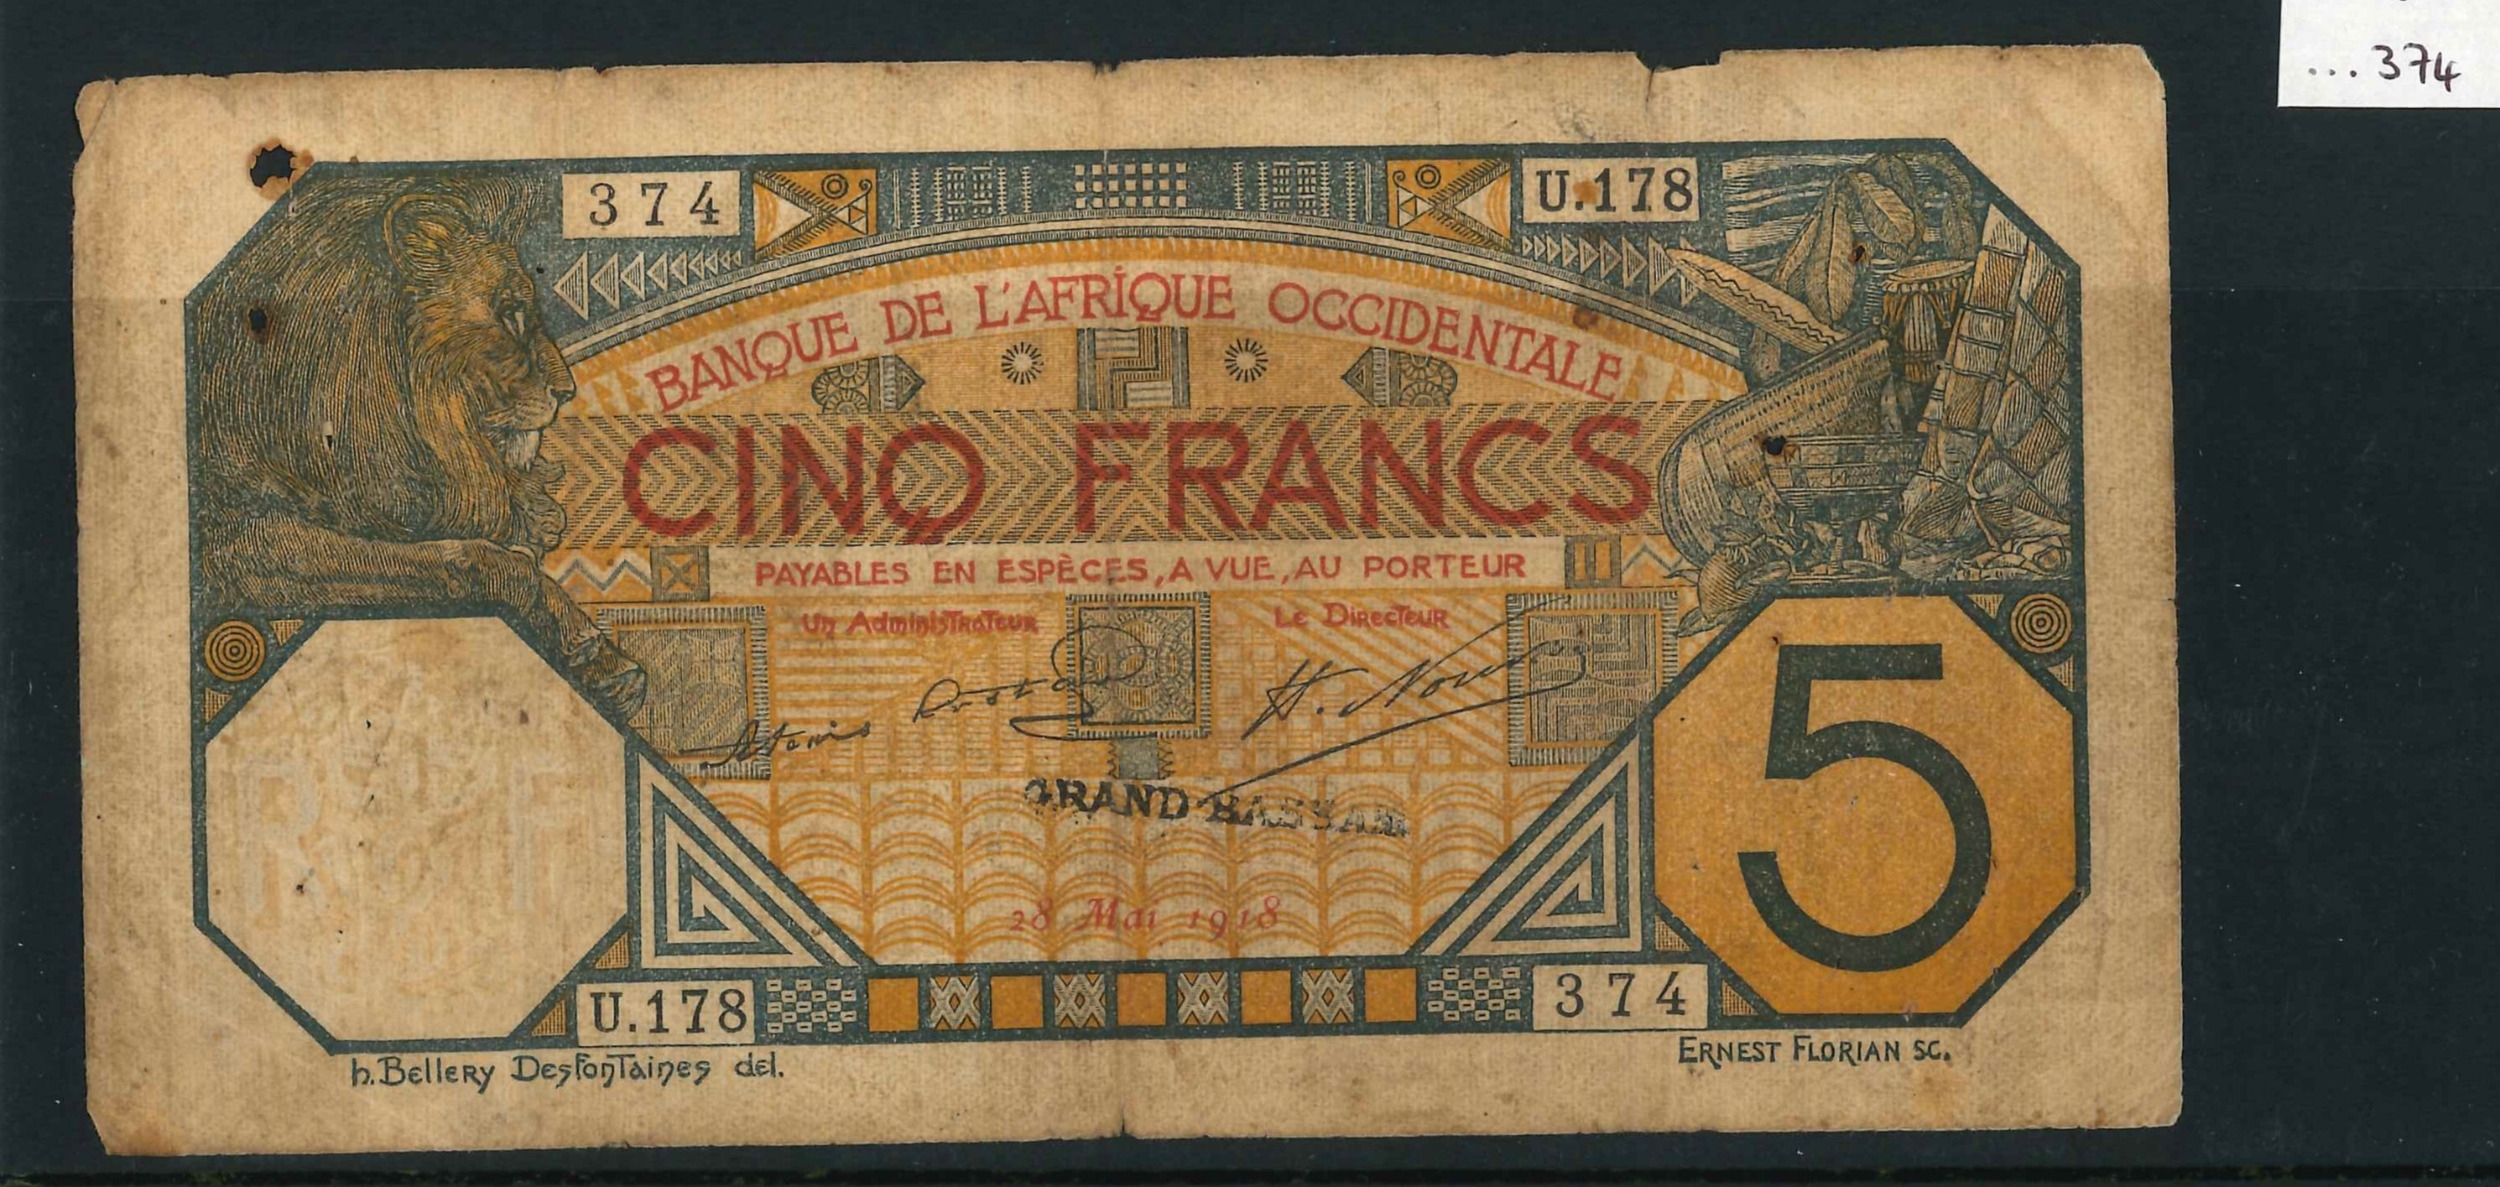 ... 374
374
U.178
BANQUE DE L'AFRIQUE OCCIDENTALE
CINQ FRANCS
PAYABLES EN ESPÈCES, A VUE, AU PORTEUR
Un Administrateur
Le Directeur
GRAND BASSAM
28 Mai 1918
5
U.178
374
h. Bellery Desfontaines del.
ERNEST FLORIAN SC.